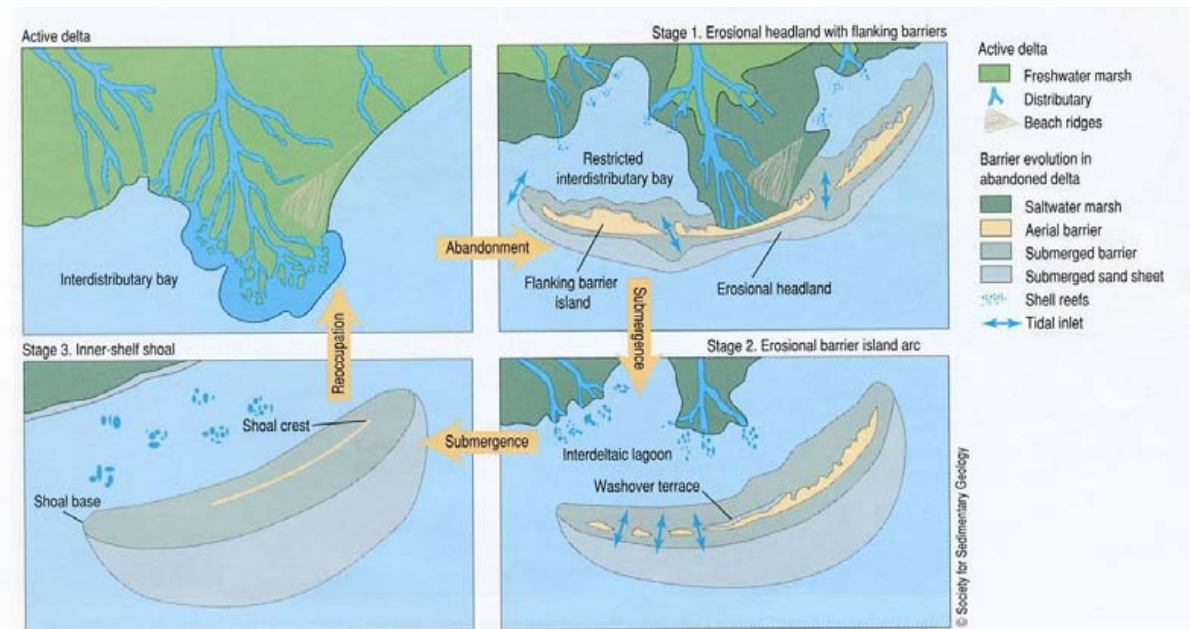 Active delta
Interdistributary bay
Abandonment
Stage 1. Erosional headland with flanking barriers
Restricted
interdistributary bay
Flanking barrier
island
Erosional headland
Submergence
Stage 2. Erosional barrier island arc
Interdeltaic lagoon
Washover terrace
Submergence
Stage 3. Inner-shelf shoal
Shoal crest
Shoal base
Reoccupation
Active delta
Freshwater marsh
Distributary
Beach ridges
Barrier evolution in
abandoned delta
Saltwater marsh
Aerial barrier
Submerged barrier
Submerged sand sheet
Shell reefs
Tidal inlet
© Society for Sedimentary Geology